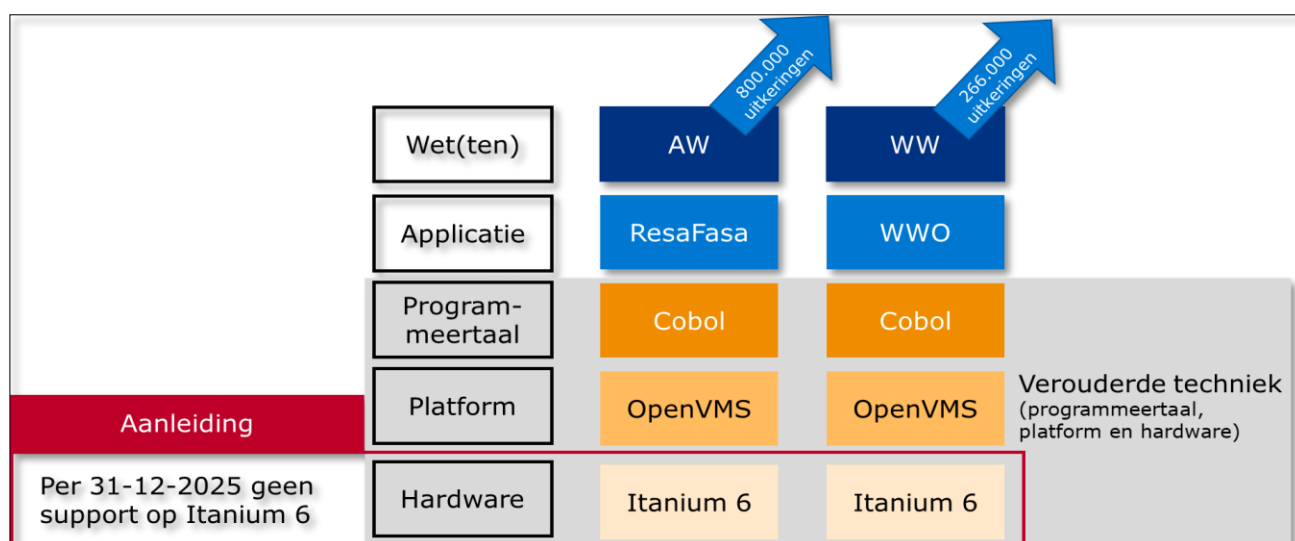 800.000
uitkeringen
266.000
uitkeringen
Wet(ten)
AW
WW
Applicatie
ResaFasa
WWO
Program-
meertaal
Cobol
Cobol
Platform
OpenVMS
OpenVMS
Verouderde techniek
(programmeertaal,
platform en hardware)
Aanleiding
Per 31-12-2025 geen
support op Itanium 6
Hardware
Itanium 6
Itanium 6